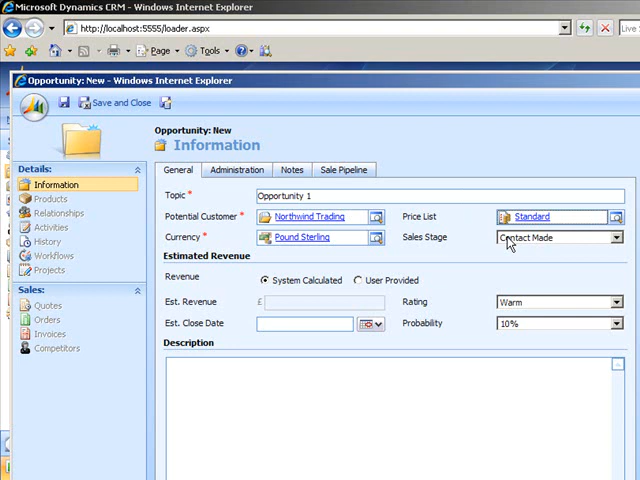 Microsoft Dynamics CRM - Windows Internet Explorer
http://localhost:5555/loader.aspx
Live S
Page Tools
Opportunity: New - Windows Internet Explorer
Save and Close
Opportunity: New
Information
Details:
Information
Products
Relationships
Activities
History
Workflows
Projects
Sales:
Quotes
Orders
Invoices
Competitors
General Administration Notes Sale Pipeline
Topic * Opportunity 1
Potential Customer * Northwind Trading Price List Standard
Currency * Pound Sterling Sales Stage Contact Made
Estimated Revenue
Revenue System Calculated User Provided
Est. Revenue £ Rating Warm
Est. Close Date Probability 10%
Description